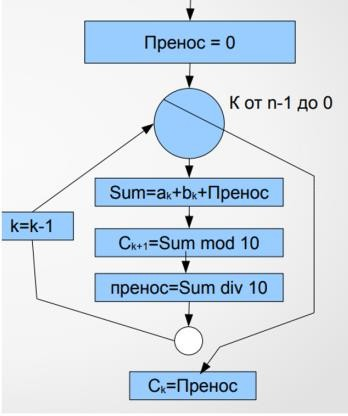 Пренос = 0
К от n-1 до 0
Sum=aₖ+bₖ+Пренос
k=k-1
Cₖ₊₁=Sum mod 10
пренос=Sum div 10
Cₖ=Пренос